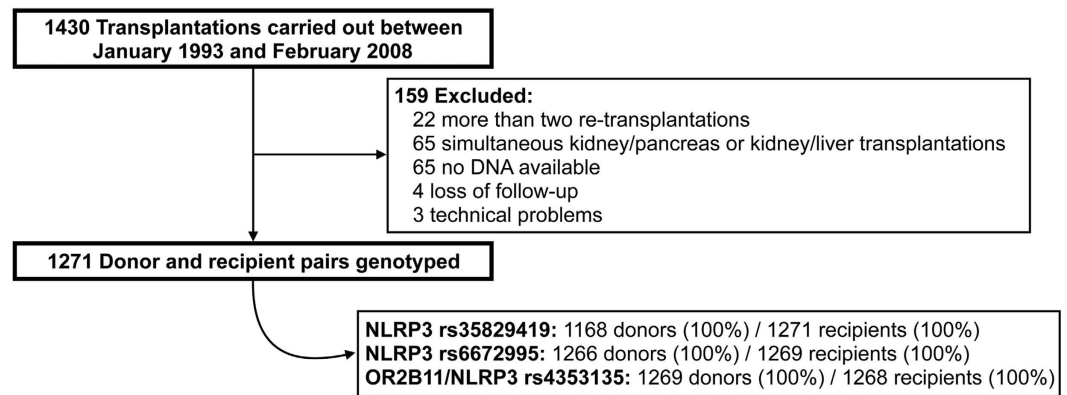 1430 Transplantations carried out between
January 1993 and February 2008
159 Excluded:
22 more than two re-transplantations
65 simultaneous kidney/pancreas or kidney/liver transplantations
65 no DNA available
4 loss of follow-up
3 technical problems
1271 Donor and recipient pairs genotyped
NLRP3 rs35829419: 1168 donors (100%) / 1271 recipients (100%)
NLRP3 rs6672995: 1266 donors (100%) / 1269 recipients (100%)
OR2B11/NLRP3 rs4353135: 1269 donors (100%) / 1268 recipients (100%)